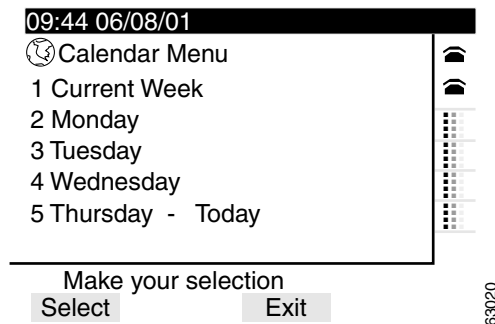 09:44 06/08/01
Calendar Menu
1 Current Week
2 Monday
3 Tuesday
4 Wednesday
5 Thursday - Today
Make your selection
Select Exit
63020